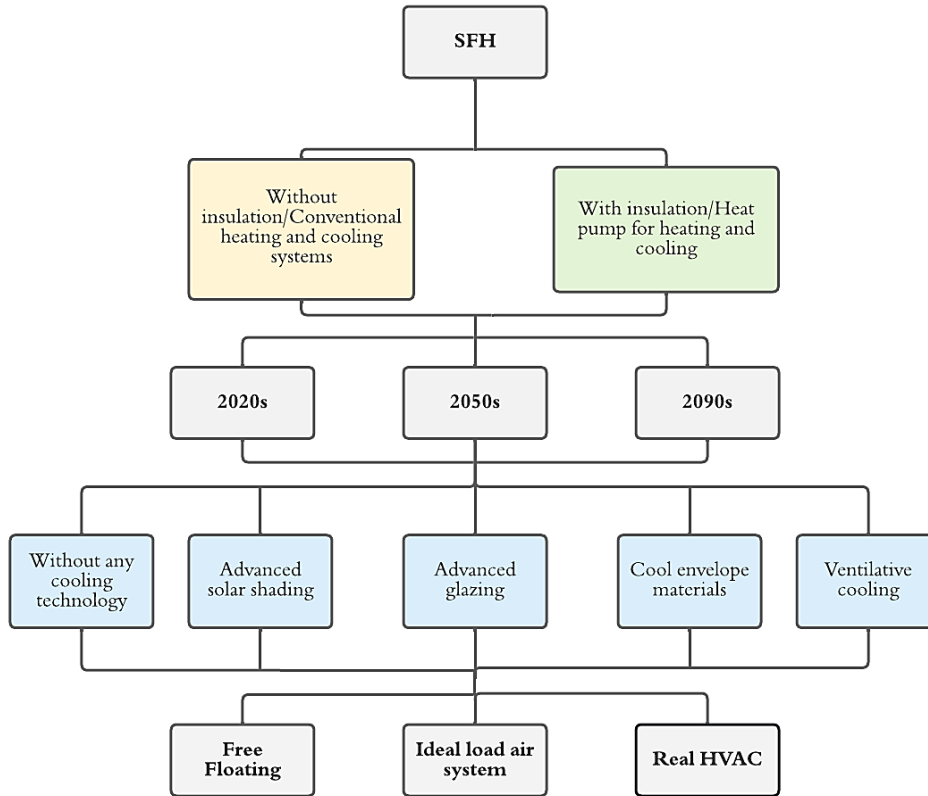 SFH
Without
insulation/Conventional
heating and cooling
systems
With insulation/Heat
pump for heating and
cooling
2020s
2050s
2090s
Without any
cooling
technology
Advanced
solar shading
Advanced
glazing
Cool envelope
materials
Ventilative
cooling
Free
Floating
Ideal load air
system
Real HVAC